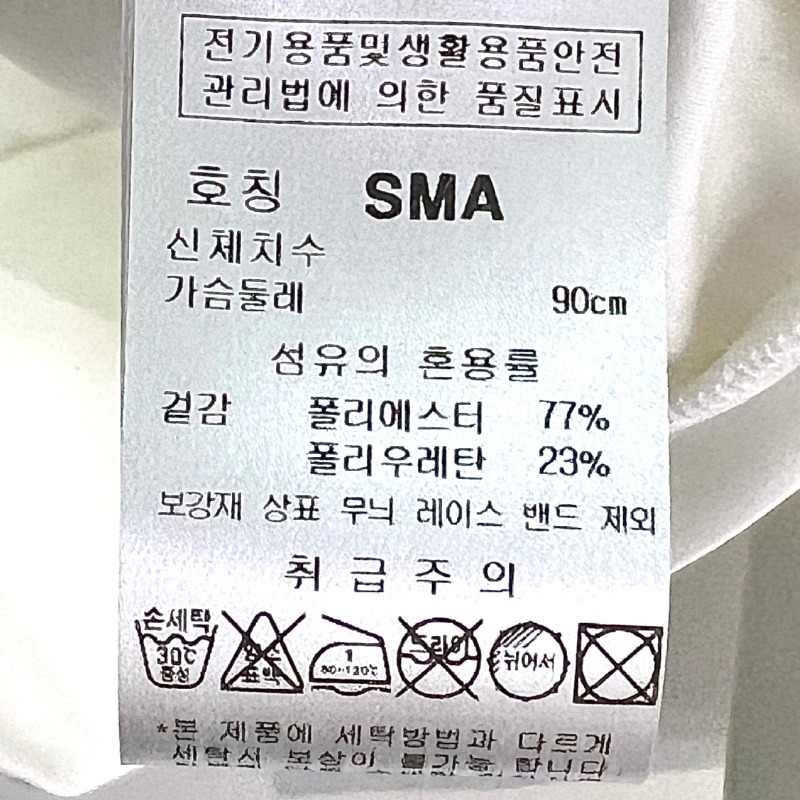 전기용품및생활용품안전
관리법에 의한 품질표시
호칭 SMA
신체치수
가슴둘레 90cm
섬유의 혼용률
겉감 폴리에스터 77%
폴리우레탄 23%
보강재 상표 무늬 레이스 밴드 제외
취급주의
손세탁
30℃
중성
표백
1
80~120℃
드라이
뉘어서
*본 제품에 세탁방법과 다르게